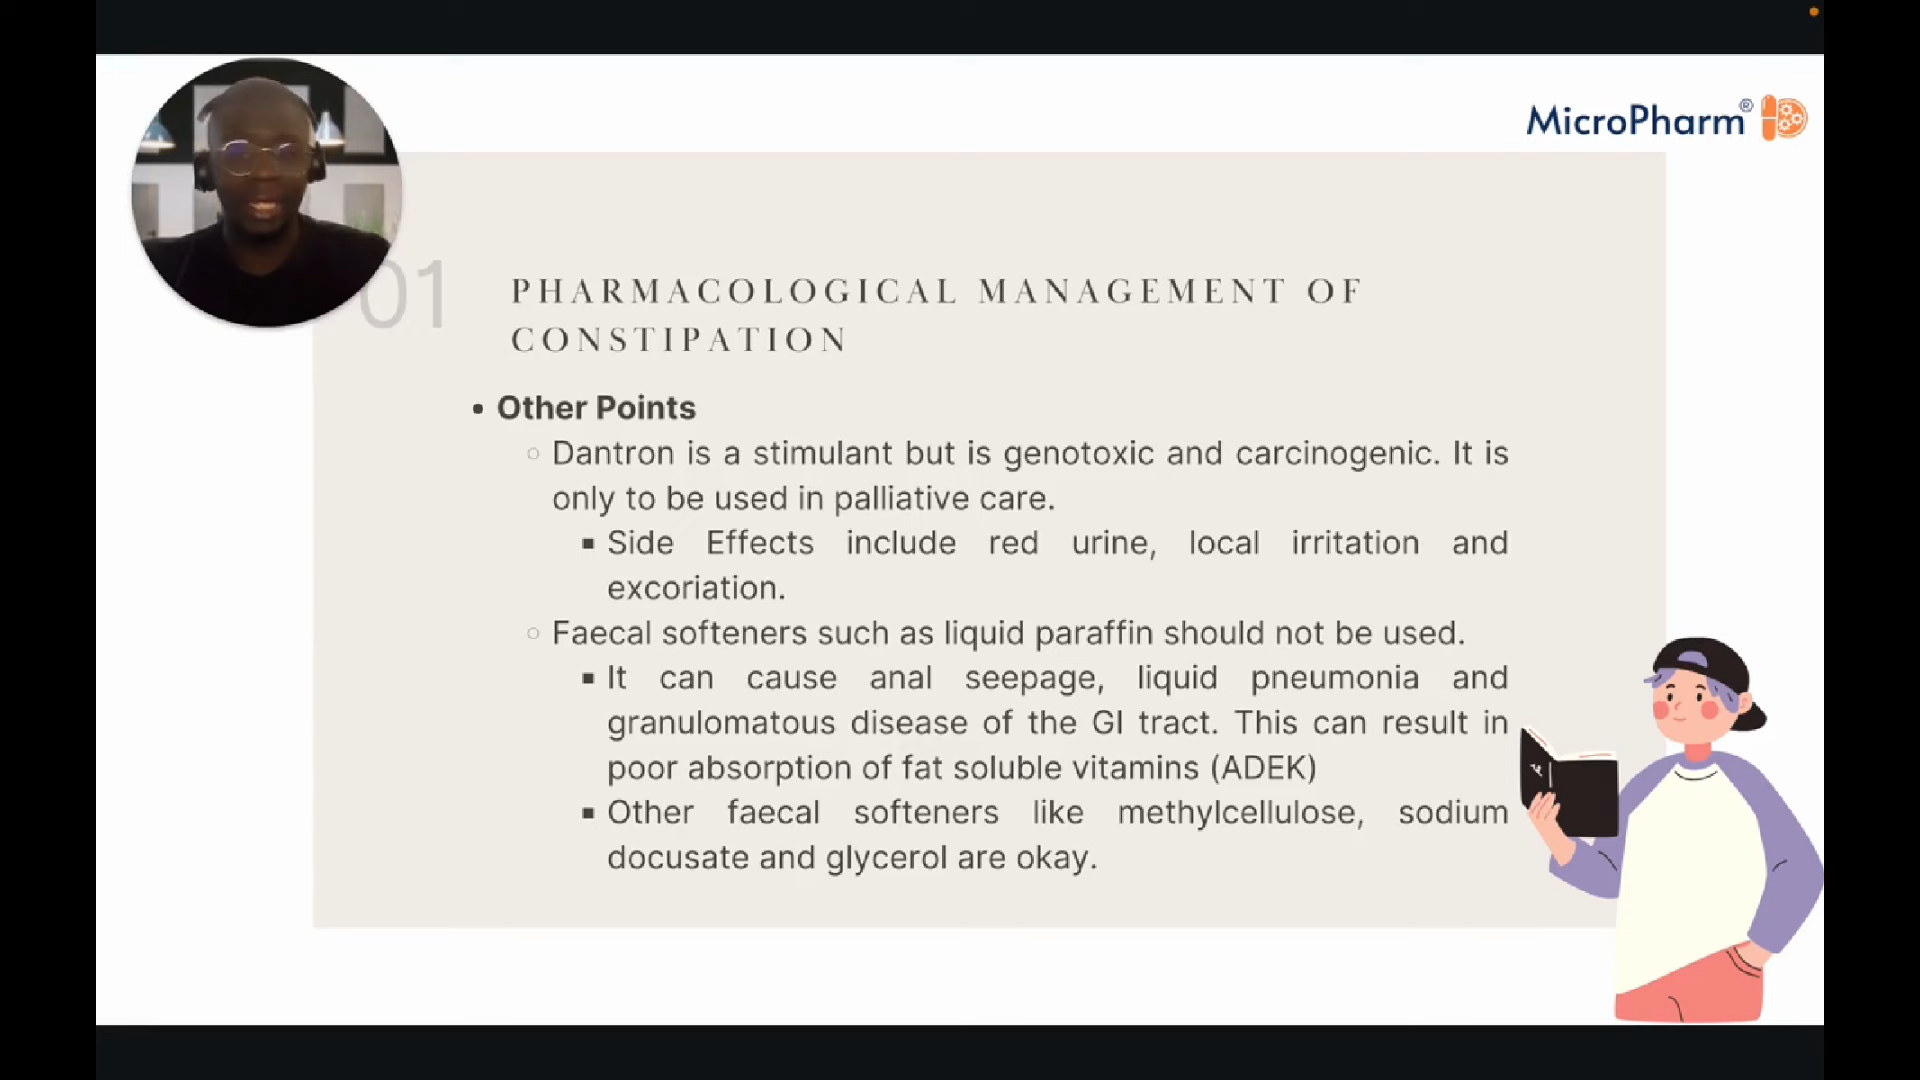 MicroPharm®
01
PHARMACOLOGICAL MANAGEMENT OF
CONSTIPATION
• Other Points
○ Dantron is a stimulant but is genotoxic and carcinogenic. It is
only to be used in palliative care.
▪ Side Effects include red urine, local irritation and
excoriation.
○ Faecal softeners such as liquid paraffin should not be used.
▪ It can cause anal seepage, liquid pneumonia and
granulomatous disease of the GI tract. This can result in
poor absorption of fat soluble vitamins (ADEK)
▪ Other faecal softeners like methylcellulose, sodium
docusate and glycerol are okay.